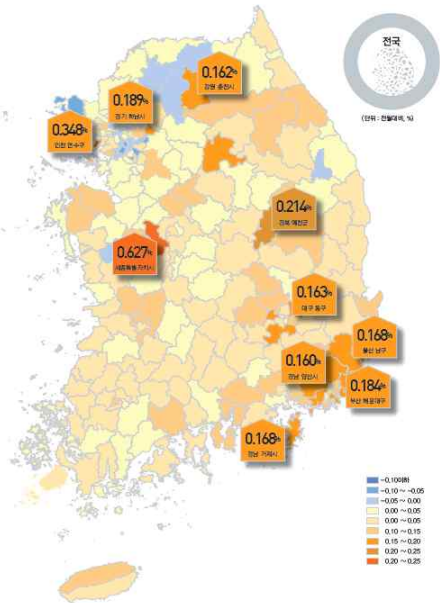 전국
(단위 : 전월대비, %)
0.162%
강원 춘천시
0.189%
경기 하남시
0.348%
인천 연수구
0.214%
경북 예천군
0.627%
세종특별자치시
0.163%
대구 동구
0.168%
울산 남구
0.160%
경남 양산시
0.184%
부산 해운대구
0.168%
경남 거제시
-0.10이하
-0.10 ~ -0.05
-0.05 ~ 0.00
0.00 ~ 0.05
0.00 ~ 0.05
0.10 ~ 0.15
0.15 ~ 0.20
0.20 ~ 0.25
0.20 ~ 0.25